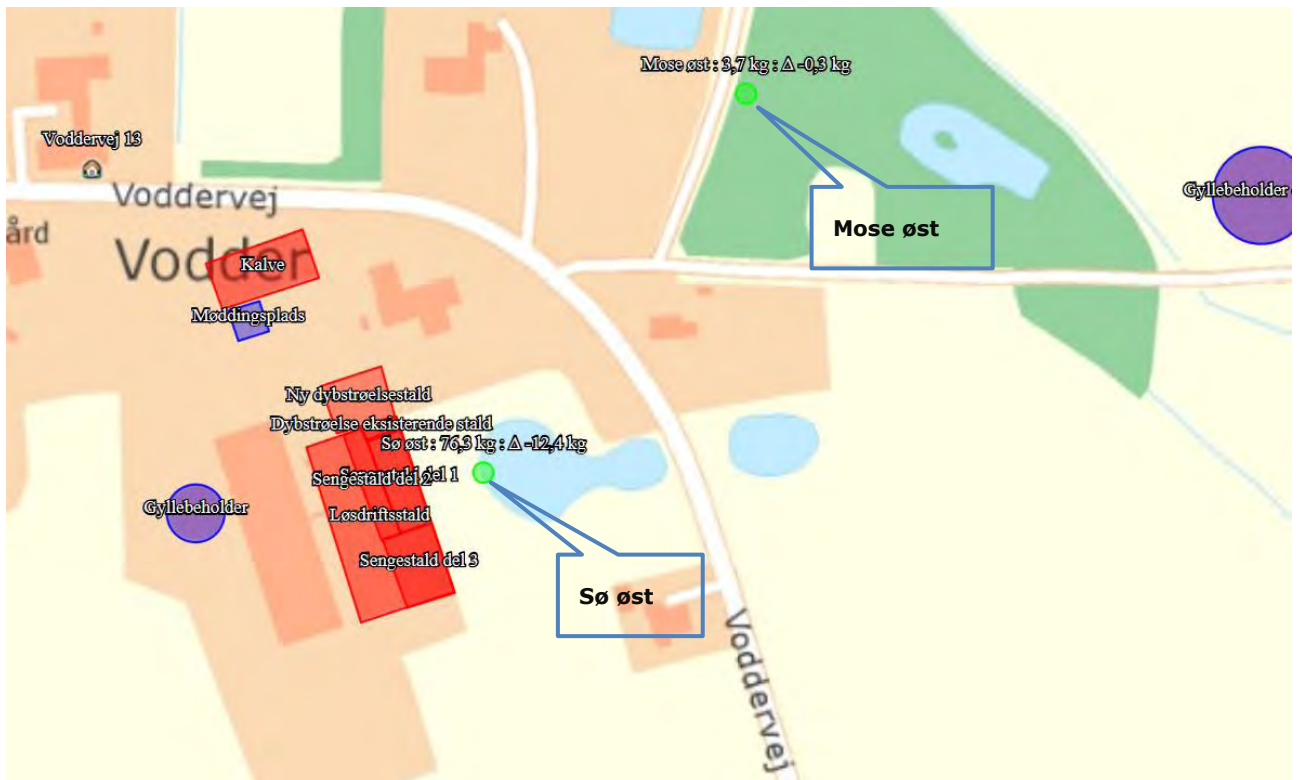 Mose øst : 3,7 kg : Δ -0,3 kg
Voddervej 13
Voddervej
Gyllebeholder
Mose øst
ård
Vodder
Kalve
Møddingsplads
Ny dybstrøelsestald
Dybstrøelse eksisterende stald
Sø øst : 76,3 kg : Δ -12,4 kg
Sengestald del 1
Sengestald del 2
Gyllebeholder
Løsdriftsstald
Sengestald del 3
Sø øst
Voddervej